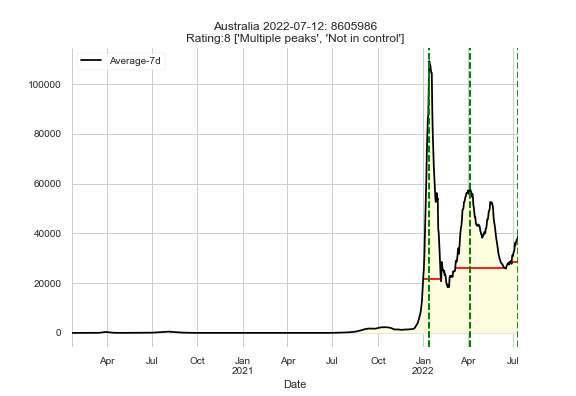 Australia 2022-07-12: 8605986
Rating:8 ['Multiple peaks', 'Not in control']
Average-7d
100000
80000
60000
40000
20000
0
Apr Jul Oct Jan Apr Jul Oct Jan Apr Jul
2021 2022
Date